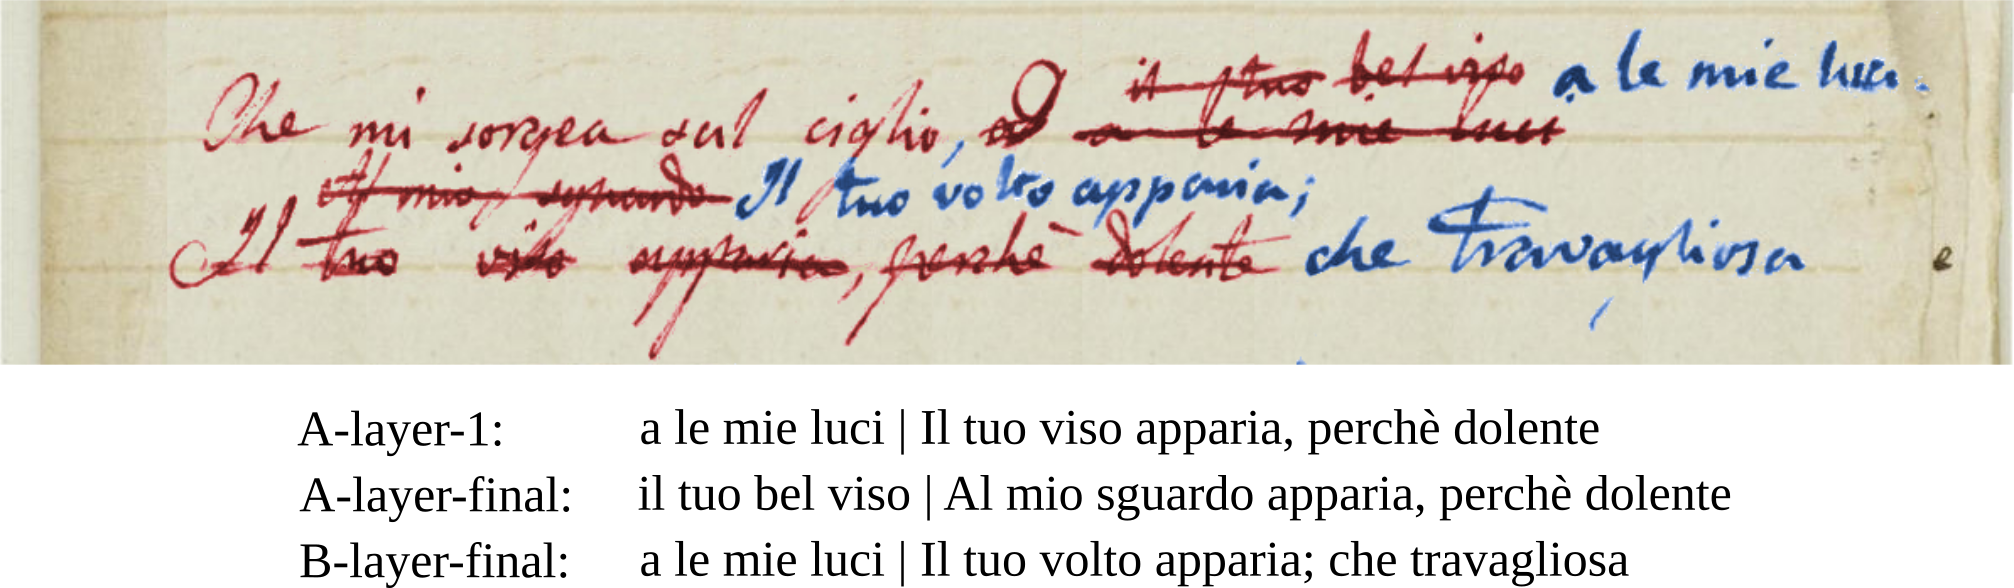 il tuo bel viso a le mie luci.
Che mi sorgea sul ciglio, a le mie luci
Al mio sguardo Il tuo volto apparia;
Il tuo viso apparia, perchè dolente che Travagliosa
e
A-layer-1: a le mie luci | Il tuo viso apparia, perchè dolente
A-layer-final: il tuo bel viso | Al mio sguardo apparia, perchè dolente
B-layer-final: a le mie luci | Il tuo volto apparia; che travagliosa